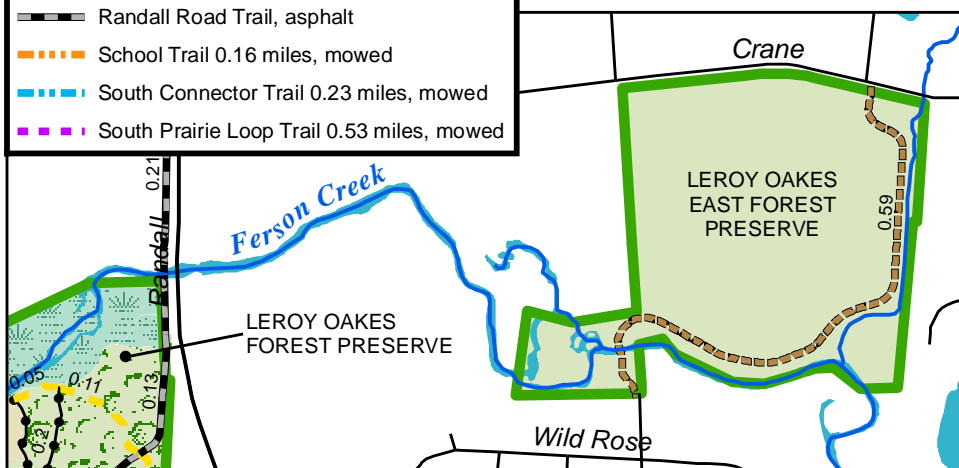 Randall Road Trail, asphalt
School Trail 0.16 miles, mowed
South Connector Trail 0.23 miles, mowed
South Prairie Loop Trail 0.53 miles, mowed
Crane
0.21
Ferson Creek
LEROY OAKES
EAST FOREST
PRESERVE
0.59
Randall
LEROY OAKES
FOREST PRESERVE
0.05
0.11
0.13
0.2
Wild Rose